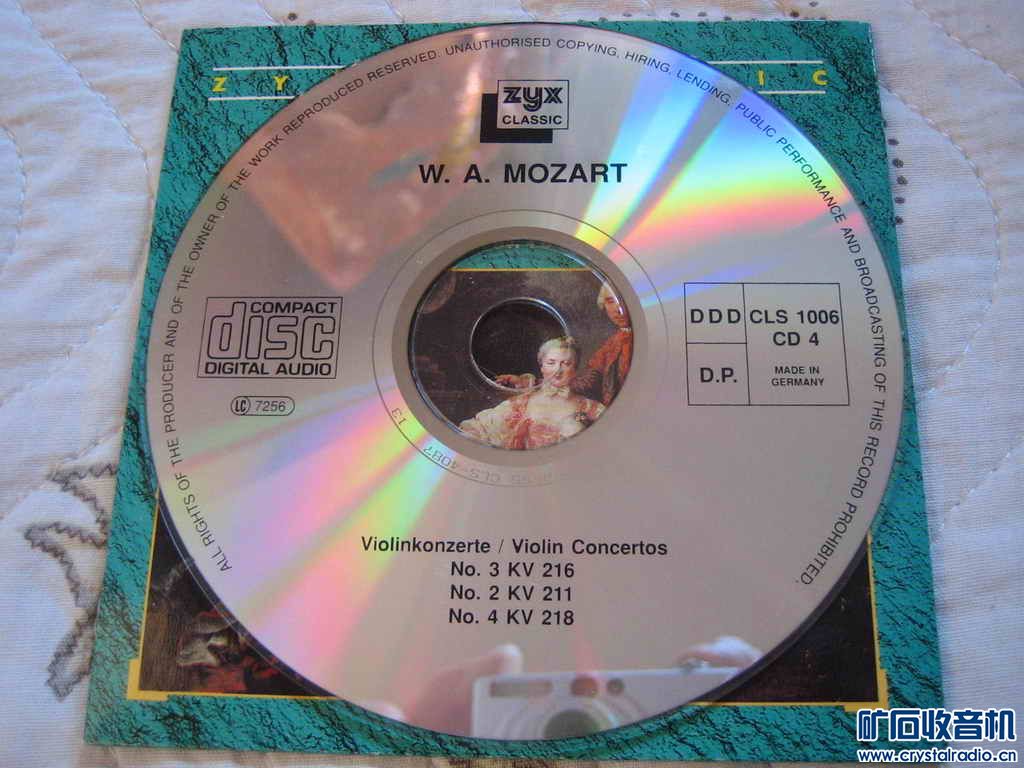 Z Y I C
ALL RIGHTS OF THE PRODUCER AND OF THE OWNER OF THE WORK REPRODUCED RESERVED. UNAUTHORISED COPYING, HIRING, LENDING, PUBLIC PERFORMANCE AND BROADCASTING OF THIS RECORD PROHIBITED.
zyx
CLASSIC
W. A. MOZART
COMPACT
disc
DIGITAL AUDIO
LC 7256
DDD CLS 1006
CD 4
D.P. MADE IN
GERMANY
CLS-4087 13
Violinkonzerte / Violin Concertos
No. 3 KV 216
No. 2 KV 211
No. 4 KV 218
矿石收音机
www.crystalradio.cn